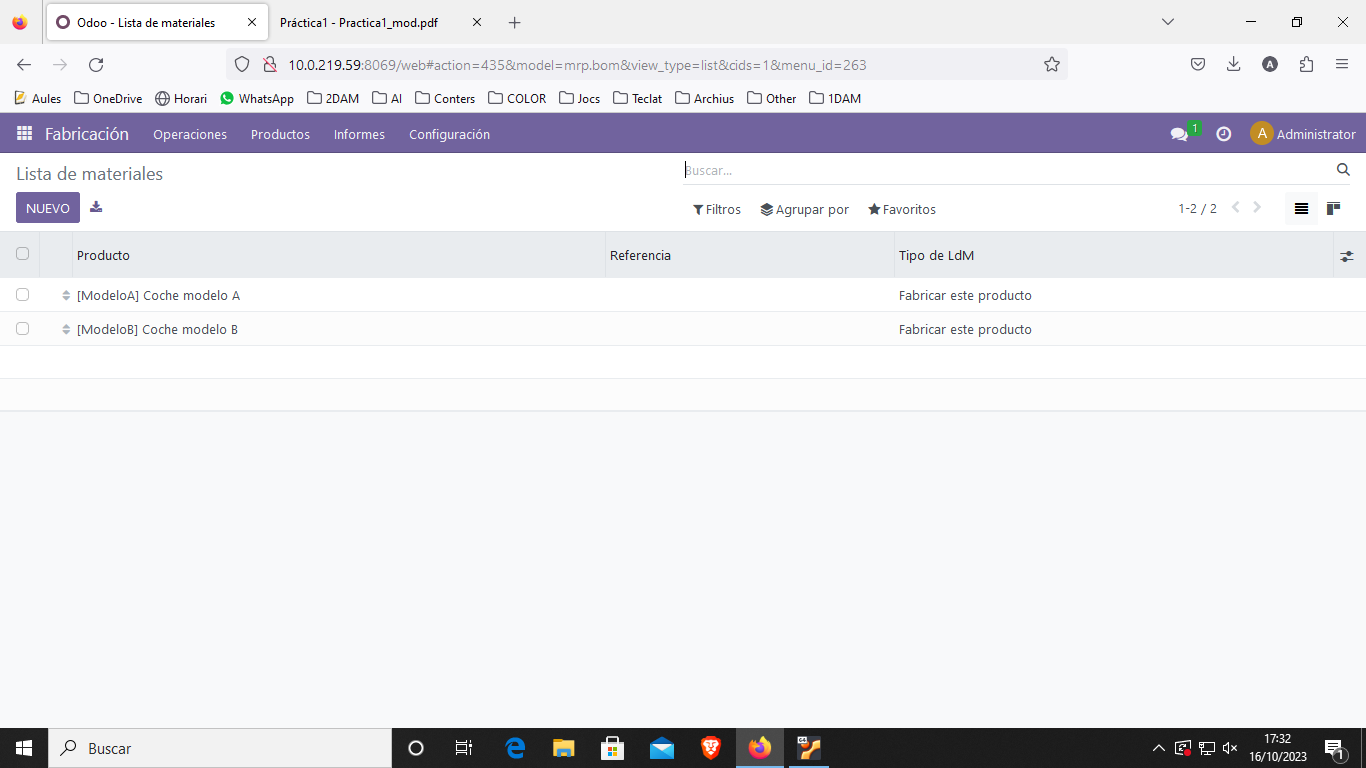 Odoo - Lista de materiales
Práctica1 - Practica1_mod.pdf
10.0.219.59:8069/web#action=435&model=mrp.bom&view_type=list&cids=1&menu_id=263
A
Aules OneDrive Horari WhatsApp 2DAM AI Conters COLOR Jocs Teclat Archius Other 1DAM
Fabricación Operaciones Productos Informes Configuración 1 A Administrator
Lista de materiales
Buscar...
NUEVO
Filtros Agrupar por Favoritos 1-2 / 2
Producto Referencia Tipo de LdM
[ModeloA] Coche modelo A Fabricar este producto
[ModeloB] Coche modelo B Fabricar este producto
Buscar
17:32
16/10/2023
1